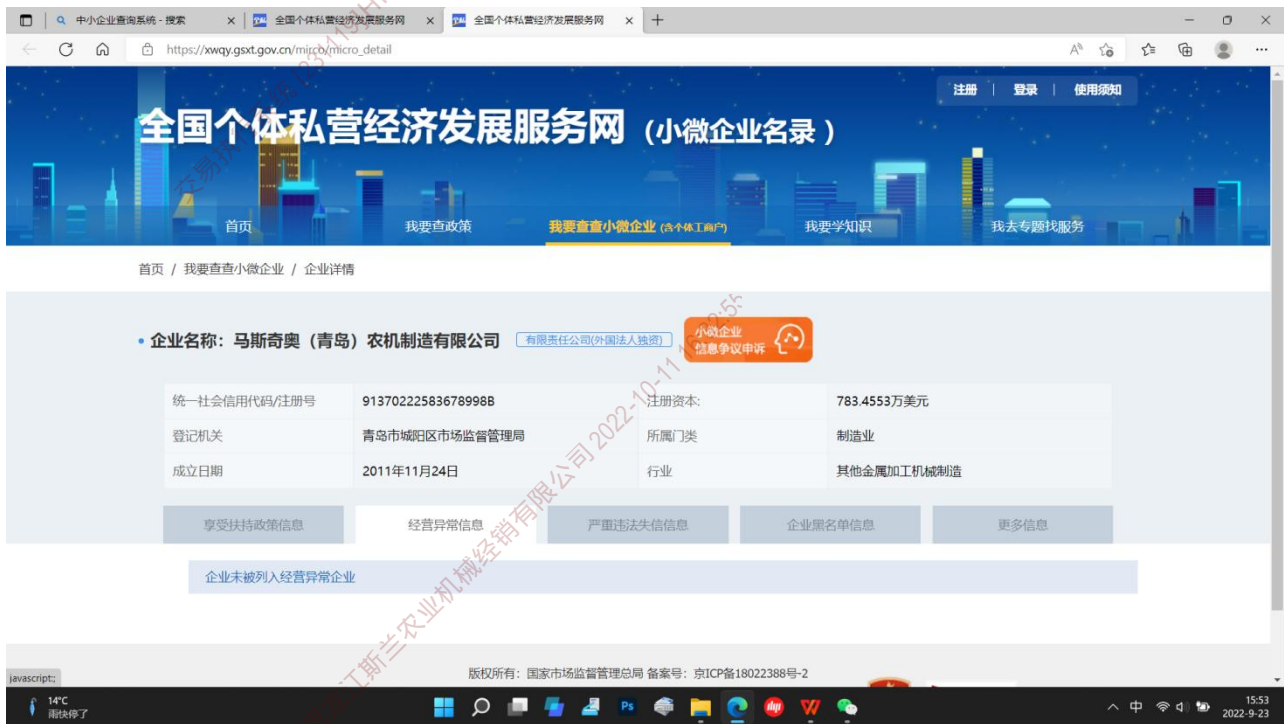 中小企业查询系统 - 搜索
全国个体私营经济发展服务网
全国个体私营经济发展服务网
https://xwqy.gsxt.gov.cn/mirco/micro_detail
注册 | 登录 | 使用须知
全国个体私营经济发展服务网（小微企业名录）
首页 我要查政策 我要查查小微企业 (含个体工商户) 我要学知识 我去专题找服务
首页 / 我要查查小微企业 / 企业详情
企业名称：马斯奇奥（青岛）农机制造有限公司 有限责任公司(外国法人独资)
小微企业
信息争议申诉
统一社会信用代码/注册号 91370222583678998B 注册资本: 783.4553万美元
登记机关 青岛市城阳区市场监督管理局 所属门类 制造业
成立日期 2011年11月24日 行业 其他金属加工机械制造
享受扶持政策信息 经营异常信息 严重违法失信信息 企业黑名单信息 更多信息
企业未被列入经营异常企业
版权所有：国家市场监督管理总局 备案号：京ICP备18022388号-2
javascript:;
14°C
雨快停了
Ps
中
15:53
2022-9-23